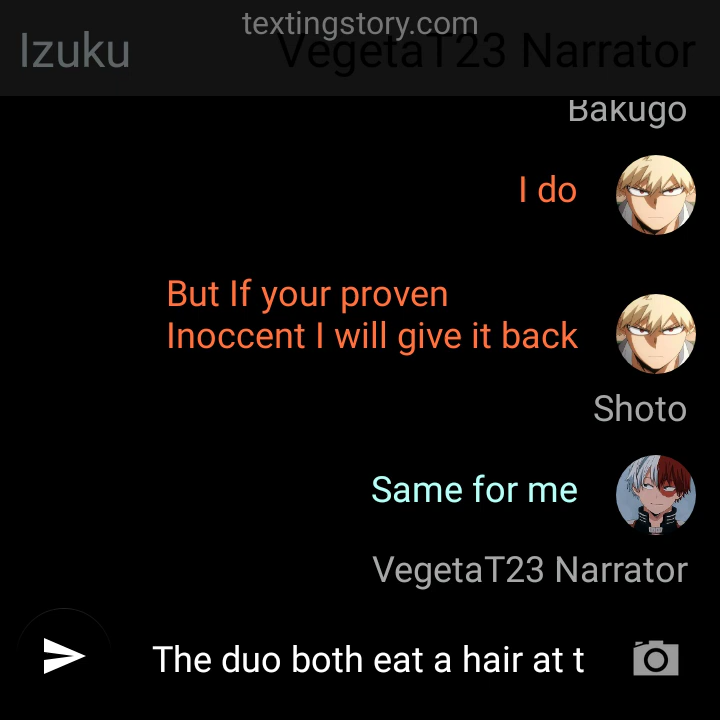 textingstory.com
Izuku
VegetaT23 Narrator
Bakugo
I do
But If your proven
Inoccent I will give it back
Shoto
Same for me
VegetaT23 Narrator
The duo both eat a hair at t